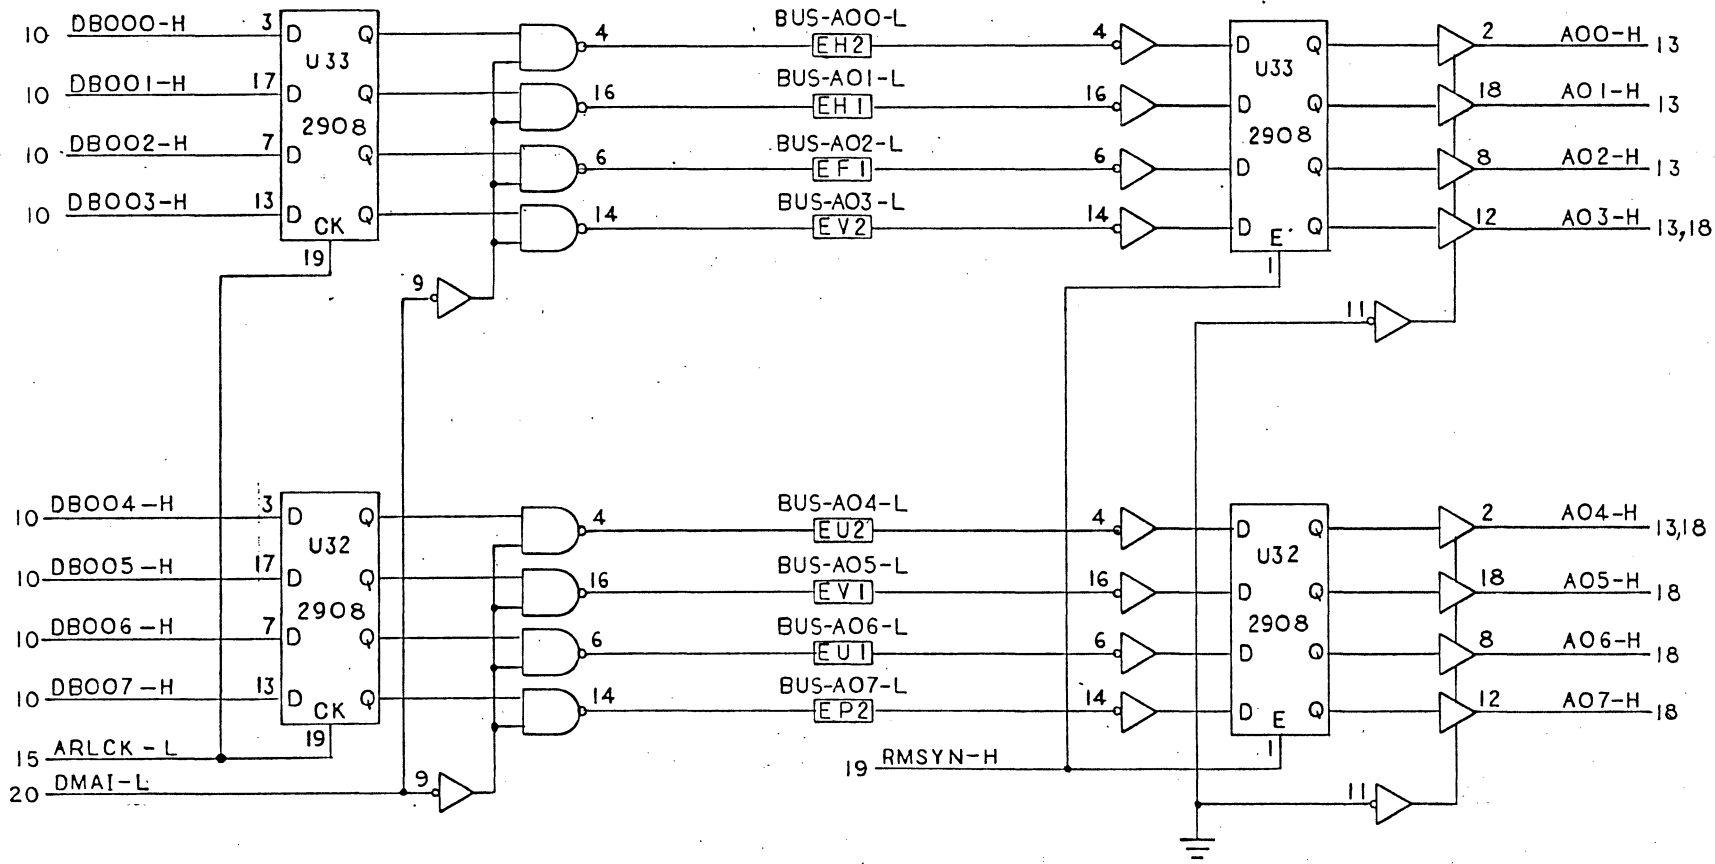 10 DB000-H 3 D Q 4 BUS-A00-L EH2 4 D Q 2 A00-H 13
U33 U33
10 DB001-H 17 D Q 16 BUS-A01-L EH1 16 D Q 18 A01-H 13
2908 2908
10 DB002-H 7 D Q 6 BUS-A02-L EF1 6 D Q 8 A02-H 13
10 DB003-H 13 D Q 14 BUS-A03-L EV2 14 D Q 12 A03-H 13,18
CK E
19 1
9 11
10 DB004-H 3 D Q 4 BUS-A04-L EU2 4 D Q 2 A04-H 13,18
U32 U32
10 DB005-H 17 D Q 16 BUS-A05-L EV1 16 D Q 18 A05-H 18
2908 2908
10 DB006-H 7 D Q 6 BUS-A06-L EU1 6 D Q 8 A06-H 18
10 DB007-H 13 D Q 14 BUS-A07-L EP2 14 D Q 12 A07-H 18
CK E
19 1
15 ARLCK-L
19 RMSYN-H
20 DMAI-L 9 11